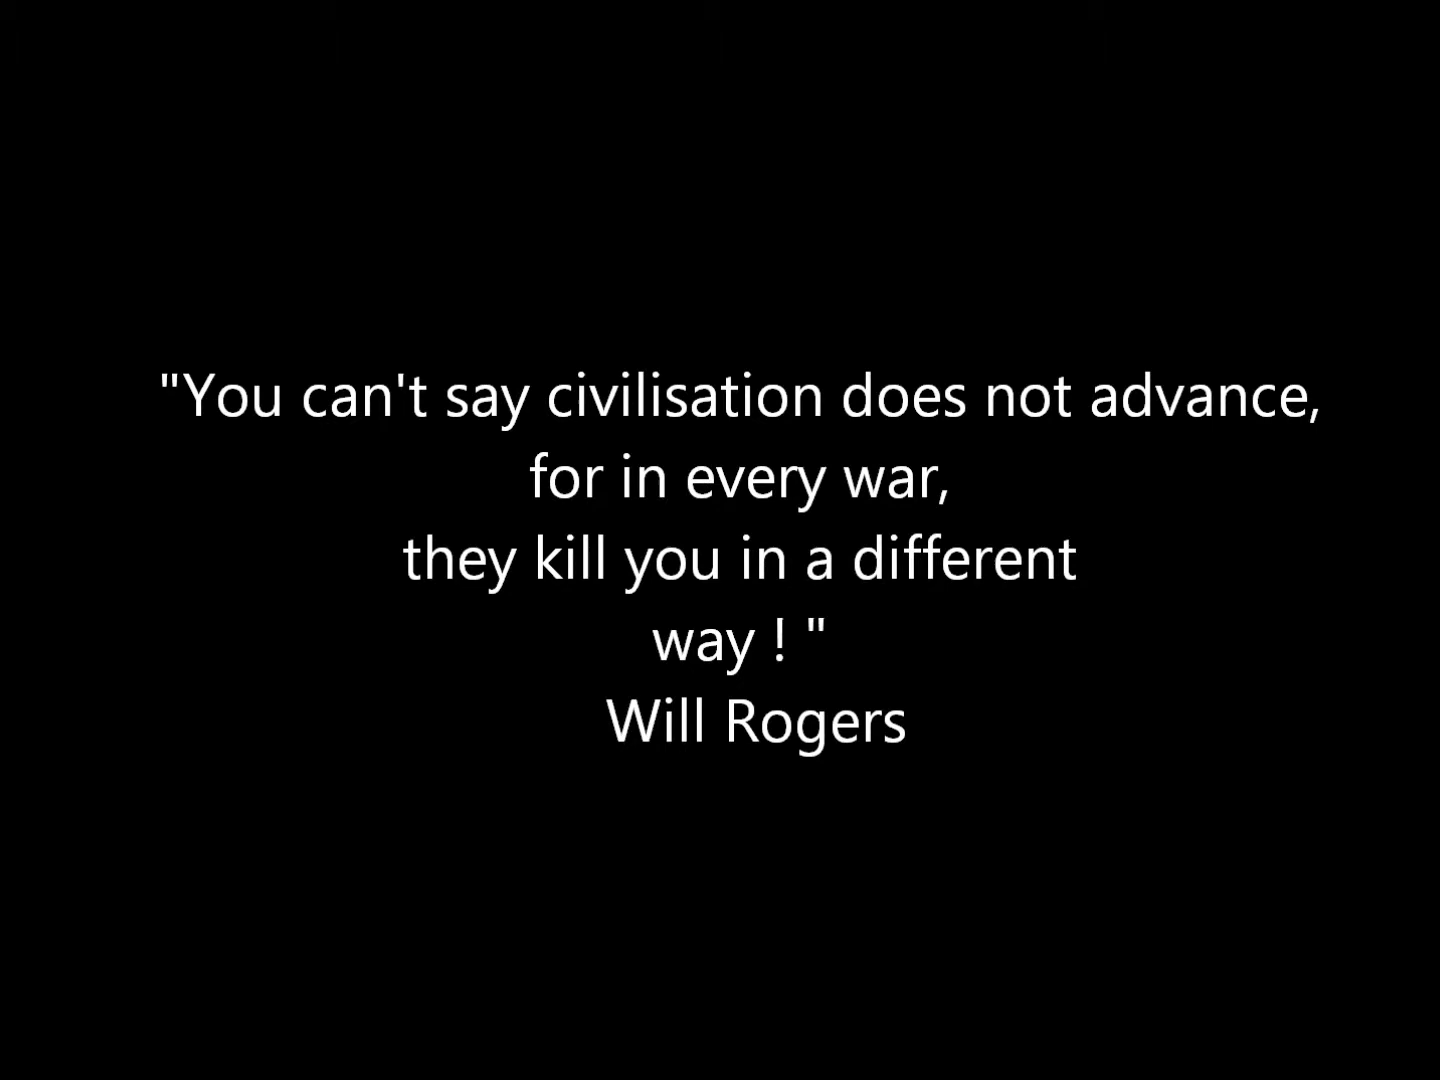 "You can't say civilisation does not advance,
for in every war,
they kill you in a different
way ! "
Will Rogers